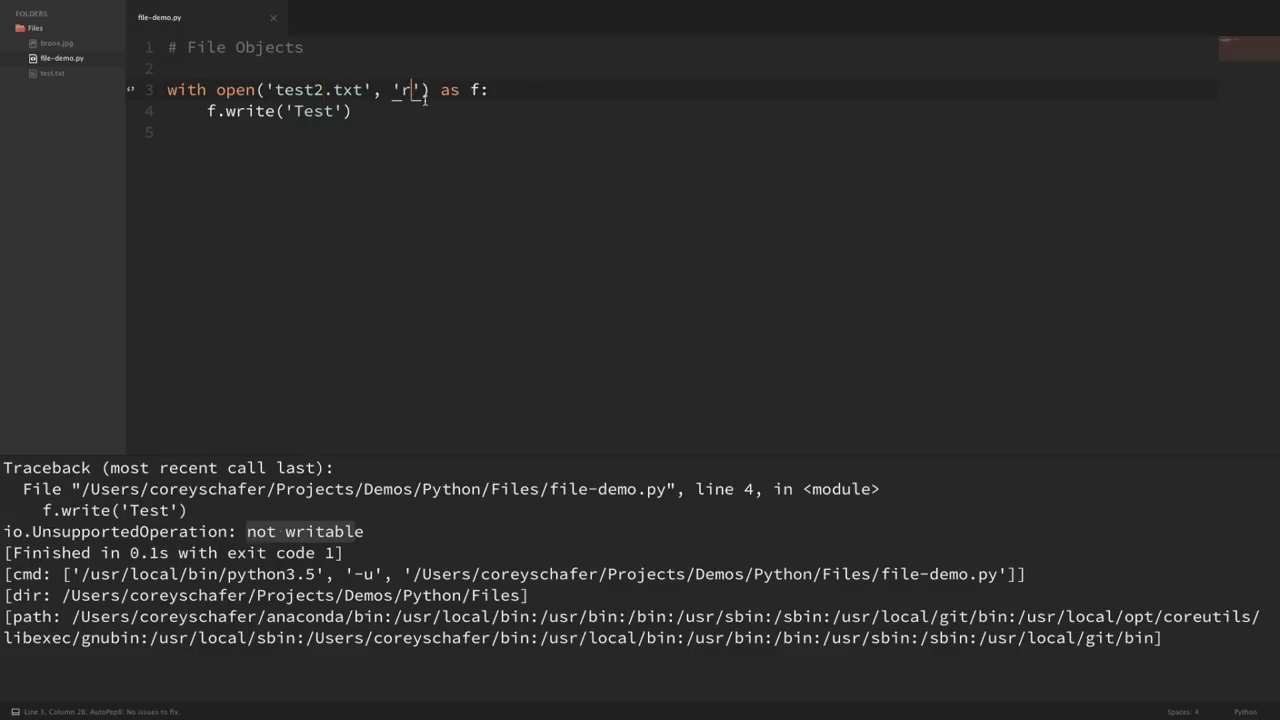 FOLDERS
Files
bronx.jpg
file-demo.py
test.txt
file-demo.py
1 # File Objects
2
3 with open('test2.txt', 'r') as f:
4 f.write('Test')
5
Traceback (most recent call last):
File "/Users/coreyschafer/Projects/Demos/Python/Files/file-demo.py", line 4, in <module>
f.write('Test')
io.UnsupportedOperation: not writable
[Finished in 0.1s with exit code 1]
[cmd: ['/usr/local/bin/python3.5', '-u', '/Users/coreyschafer/Projects/Demos/Python/Files/file-demo.py']]
[dir: /Users/coreyschafer/Projects/Demos/Python/Files]
[path: /Users/coreyschafer/anaconda/bin:/usr/local/bin:/usr/bin:/bin:/usr/sbin:/sbin:/usr/local/git/bin:/usr/local/opt/coreutils/
libexec/gnubin:/usr/local/sbin:/Users/coreyschafer/bin:/usr/local/bin:/usr/bin:/bin:/usr/sbin:/sbin:/usr/local/git/bin]
Line 3, Column 26, AutoPep8: No issues to fix.
Spaces: 4
Python